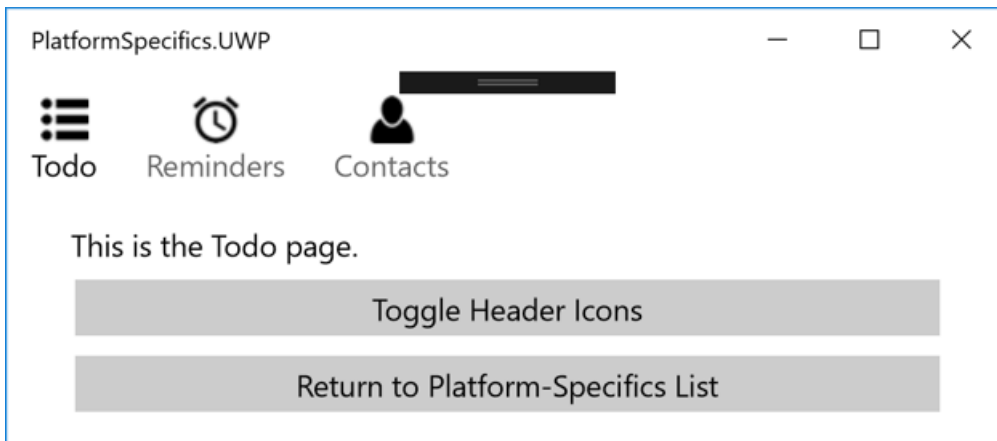 PlatformSpecifics.UWP
Todo Reminders Contacts
This is the Todo page.
Toggle Header Icons
Return to Platform-Specifics List